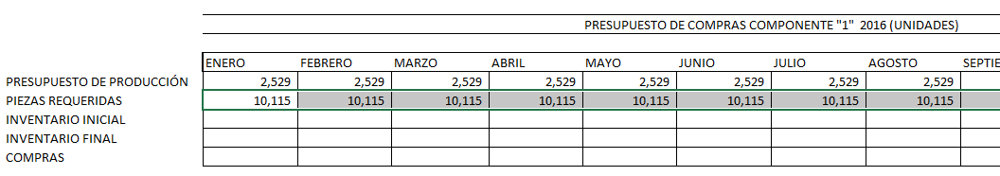 PRESUPUESTO DE COMPRAS COMPONENTE "1" 2016 (UNIDADES)
ENERO FEBRERO MARZO ABRIL MAYO JUNIO JULIO AGOSTO SEPTIE
PRESUPUESTO DE PRODUCCIÓN 2,529 2,529 2,529 2,529 2,529 2,529 2,529 2,529
PIEZAS REQUERIDAS 10,115 10,115 10,115 10,115 10,115 10,115 10,115 10,115
INVENTARIO INICIAL
INVENTARIO FINAL
COMPRAS